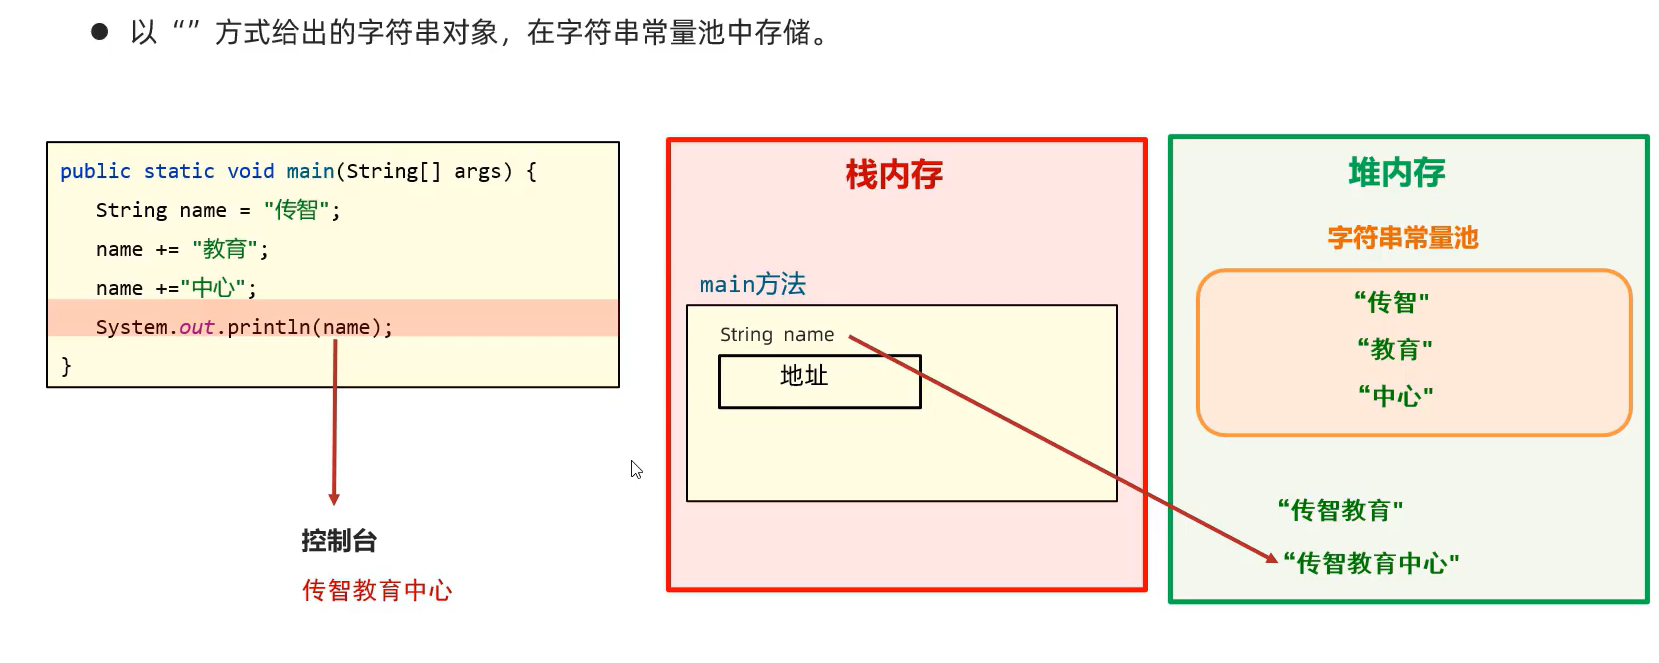 ● 以“”方式给出的字符串对象，在字符串常量池中存储。
public static void main(String[] args) {
String name = "传智";
name += "教育";
name +="中心";
System.out.println(name);
}
控制台
传智教育中心
栈内存
main方法
String name
地址
堆内存
字符串常量池
“传智"
“教育"
“中心"
“传智教育"
“传智教育中心"